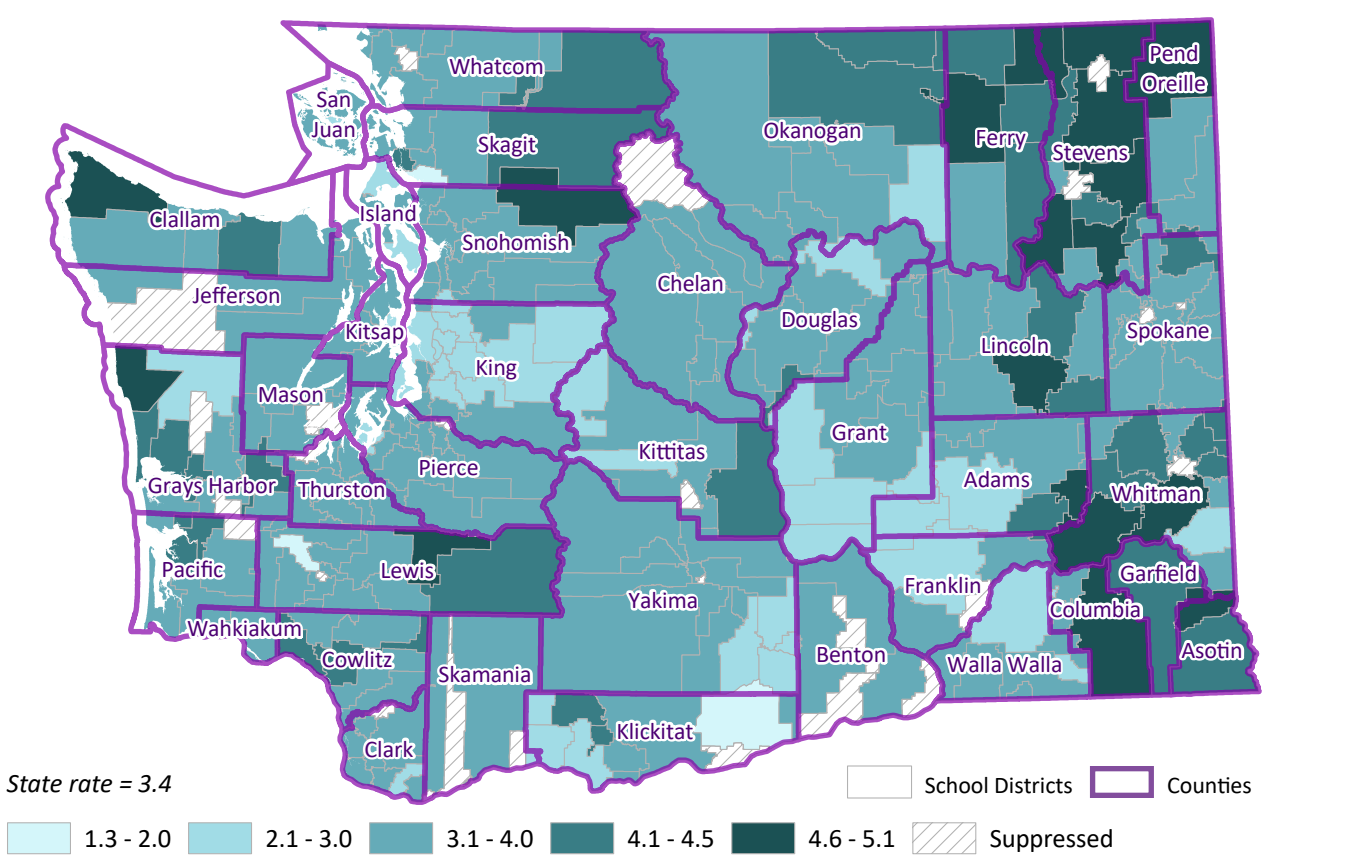 Whatcom
Pend
Oreille
San
Juan
Skagit
Okanogan
Ferry
Stevens
Clallam
Island
Snohomish
Jefferson
Chelan
Kitsap
Douglas
Lincoln
Spokane
King
Mason
Grant
Kittitas
Pierce
Adams
Grays Harbor
Thurston
Whitman
Pacific
Lewis
Yakima
Franklin
Garfield
Columbia
Wahkiakum
Cowlitz
Skamania
Benton
Walla Walla
Asotin
Klickitat
Clark
State rate = 3.4
School Districts
Counties
1.3 - 2.0
2.1 - 3.0
3.1 - 4.0
4.1 - 4.5
4.6 - 5.1
Suppressed